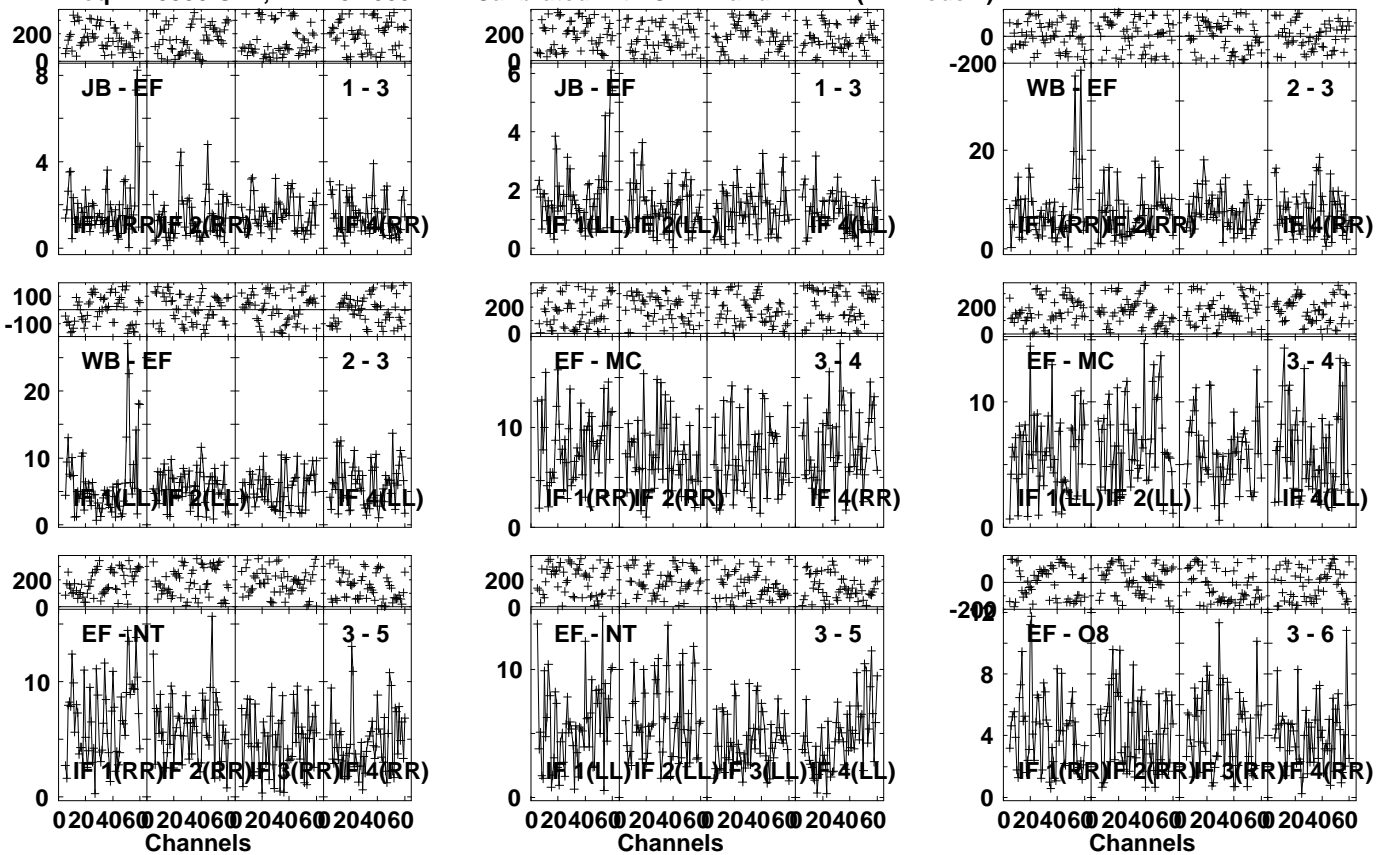 200
0
8
4
0
JB - EF 1 - 3
IF 1(RR) IF 2(RR) IF 4(RR)
200
0
6
4
2
0
JB - EF 1 - 3
IF 1(LL) IF 2(LL) IF 4(LL)
0
-200
20
0
WB - EF 2 - 3
IF 1(RR) IF 2(RR) IF 4(RR)
100
-100
20
10
0
WB - EF 2 - 3
IF 1(LL) IF 2(LL) IF 4(LL)
200
0
10
0
EF - MC 3 - 4
IF 1(RR) IF 2(RR) IF 4(RR)
200
0
10
0
EF - MC 3 - 4
IF 1(LL) IF 2(LL) IF 4(LL)
200
0
10
0
EF - NT 3 - 5
IF 1(RR) IF 2(RR) IF 3(RR) IF 4(RR)
0 20 40 60 0 20 40 60 0 20 40 60 0 20 40 60
Channels
200
0
10
0
EF - NT 3 - 5
IF 1(LL) IF 2(LL) IF 3(LL) IF 4(LL)
0 20 40 60 0 20 40 60 0 20 40 60 0 20 40 60
Channels
0
-200
12
8
4
0
EF - O8 3 - 6
IF 1(RR) IF 2(RR) IF 3(RR) IF 4(RR)
0 20 40 60 0 20 40 60 0 20 40 60 0 20 40 60
Channels